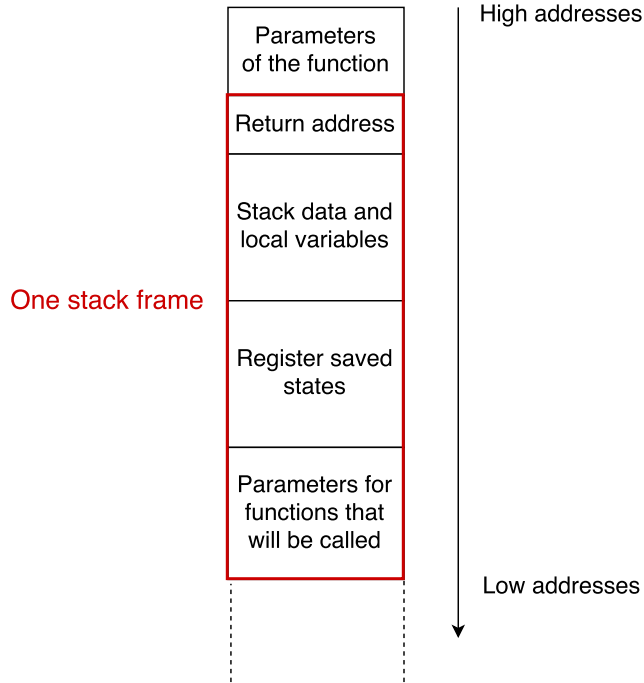 High addresses
Parameters
of the function
Return address
Stack data and
local variables
One stack frame
Register saved
states
Parameters for
functions that
will be called
Low addresses